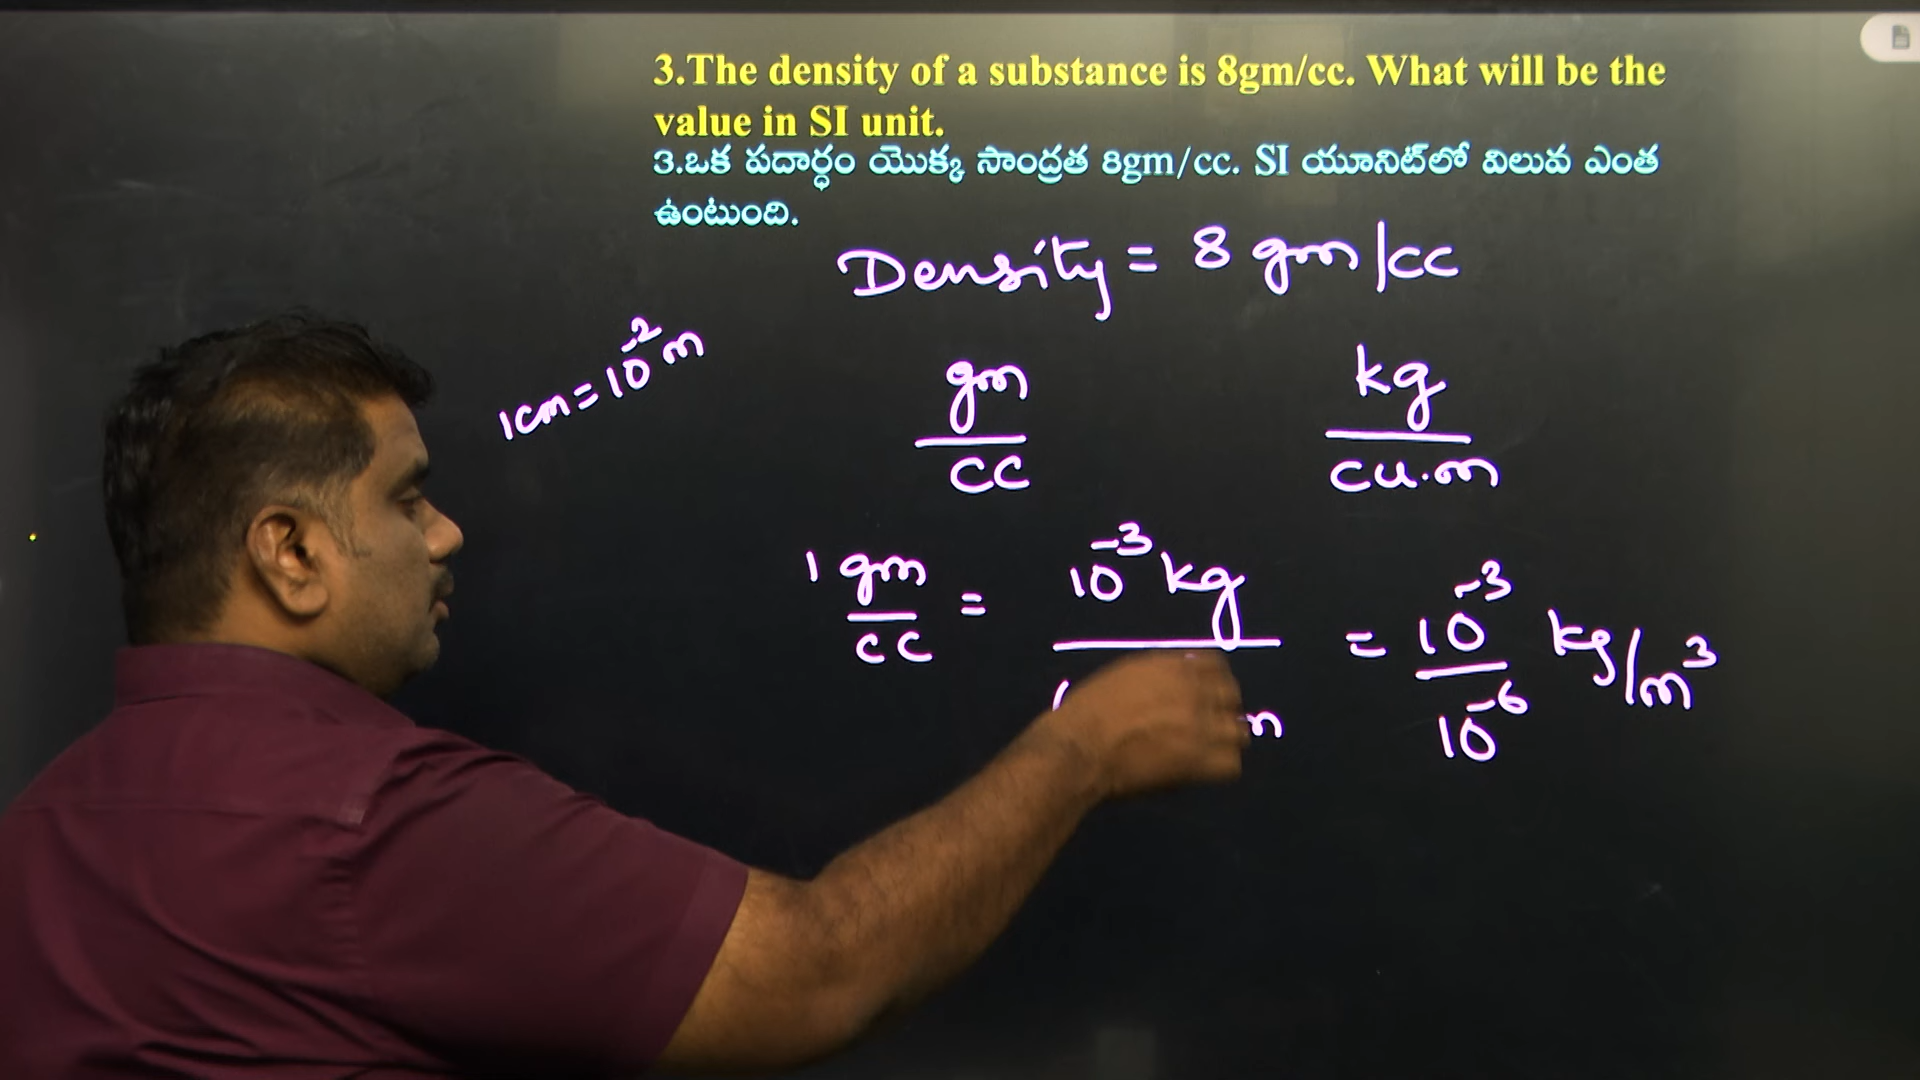 3.The density of a substance is 8gm/cc. What will be the
value in SI unit.
3.ఒక పదార్థం యొక్క సాంద్రత 8gm/cc. SI యూనిట్‌లో విలువ ఎంత
ఉంటుంది.
Density = 8 gm/cc
1cm = 10⁻² m
gm/cc kg/cu.m
1 gm/cc = 10⁻³ kg/( m = 10⁻³/10⁻⁶ kg/m³